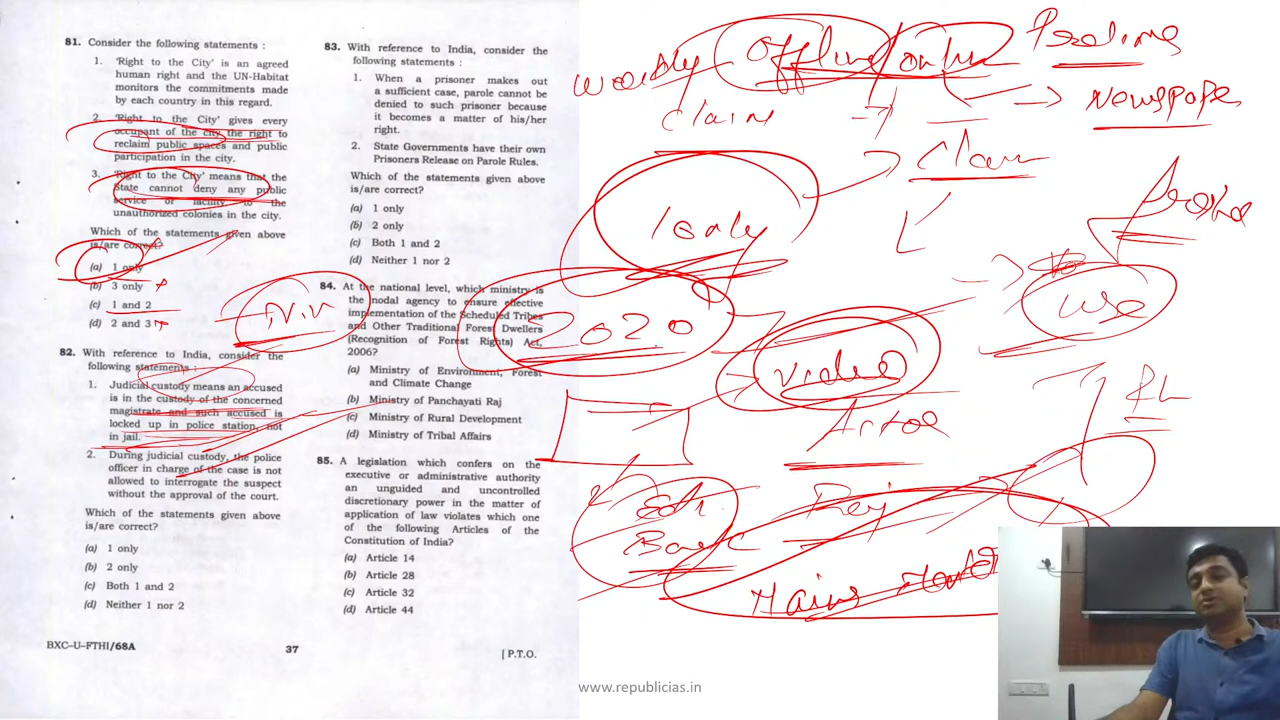 81. Consider the following statements :
1. 'Right to the City' is an agreed
human right and the UN-Habitat
monitors the commitments made
by each country in this regard.
2. 'Right to the City' gives every
occupant of the city the right to
reclaim public spaces and public
participation in the city.
3. 'Right to the City' means that the
State cannot deny any public
service or facility to the
unauthorized colonies in the city.
Which of the statements given above
is/are correct?
(a) 1 only
(b) 3 only
(c) 1 and 2
(d) 2 and 3
82. With reference to India, consider the
following statements :
1. Judicial custody means an accused
is in the custody of the concerned
magistrate and such accused is
locked up in police station, not
in jail.
2. During judicial custody, the police
officer in charge of the case is not
allowed to interrogate the suspect
without the approval of the court.
Which of the statements given above
is/are correct?
(a) 1 only
(b) 2 only
(c) Both 1 and 2
(d) Neither 1 nor 2
BXC-U-FTHI/68A
83. With reference to India, consider the
following statements :
1. When a prisoner makes out
a sufficient case, parole cannot be
denied to such prisoner because
it becomes a matter of his/her
right.
2. State Governments have their own
Prisoners Release on Parole Rules.
Which of the statements given above
is/are correct?
(a) 1 only
(b) 2 only
(c) Both 1 and 2
(d) Neither 1 nor 2
84. At the national level, which ministry is
the nodal agency to ensure effective
implementation of the Scheduled Tribes
and Other Traditional Forest Dwellers
(Recognition of Forest Rights) Act,
2006?
(a) Ministry of Environment, Forest
and Climate Change
(b) Ministry of Panchayati Raj
(c) Ministry of Rural Development
(d) Ministry of Tribal Affairs
85. A legislation which confers on the
executive or administrative authority
an unguided and uncontrolled
discretionary power in the matter of
application of law violates which one
of the following Articles of the
Constitution of India?
(a) Article 14
(b) Article 28
(c) Article 32
(d) Article 44
37
[ P.T.O.
offline
claim
1 only
2020
video
Mains
www.republicias.in